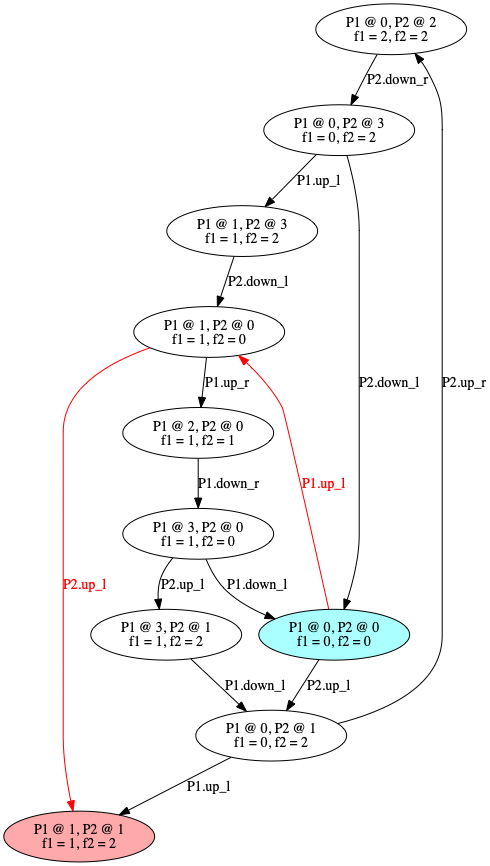 P1 @ 0, P2 @ 2
f1 = 2, f2 = 2
P2.down_r
P1 @ 0, P2 @ 3
f1 = 0, f2 = 2
P1.up_l
P1 @ 1, P2 @ 3
f1 = 1, f2 = 2
P2.down_l
P1 @ 1, P2 @ 0
f1 = 1, f2 = 0
P1.up_r
P2.down_l
P2.up_r
P1 @ 2, P2 @ 0
f1 = 1, f2 = 1
P1.down_r
P1.up_l
P1 @ 3, P2 @ 0
f1 = 1, f2 = 0
P2.up_l
P2.up_l
P1.down_l
P1 @ 3, P2 @ 1
f1 = 1, f2 = 2
P1 @ 0, P2 @ 0
f1 = 0, f2 = 0
P1.down_l
P2.up_l
P1 @ 0, P2 @ 1
f1 = 0, f2 = 2
P1.up_l
P1 @ 1, P2 @ 1
f1 = 1, f2 = 2